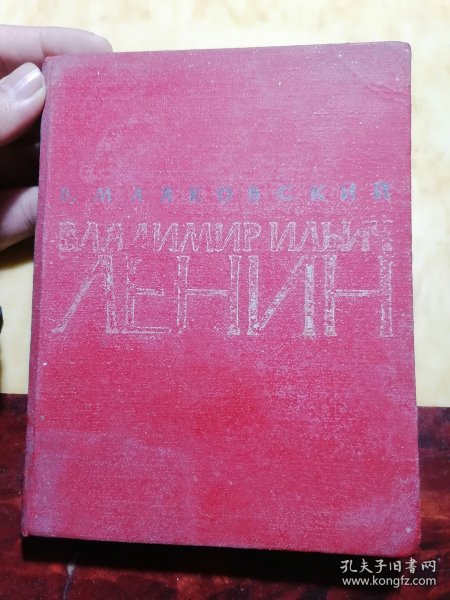 В. МАЯКОВСКИЙ
ВЛАДИМИР ИЛЬИЧ
ЛЕНИН
孔夫子旧书网
www.kongfz.com